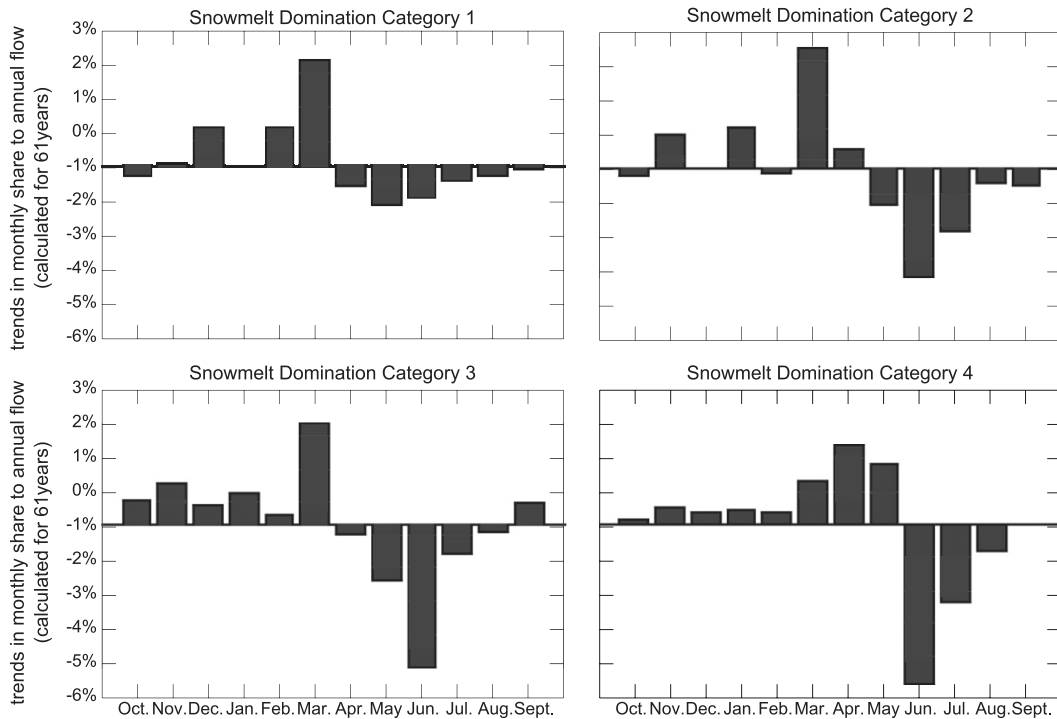 Snowmelt Domination Category 1
Snowmelt Domination Category 2
trends in monthly share to annual flow
(calculated for 61years)
3%
2%
1%
0%
-1%
-2%
-3%
-4%
-5%
-6%
Snowmelt Domination Category 3
Snowmelt Domination Category 4
trends in monthly share to annual flow
(calculated for 61years)
3%
2%
1%
0%
-1%
-2%
-3%
-4%
-5%
-6%
Oct. Nov. Dec. Jan. Feb. Mar. Apr. May Jun. Jul. Aug. Sept.
Oct. Nov. Dec. Jan. Feb. Mar. Apr. May Jun. Jul. Aug. Sept.